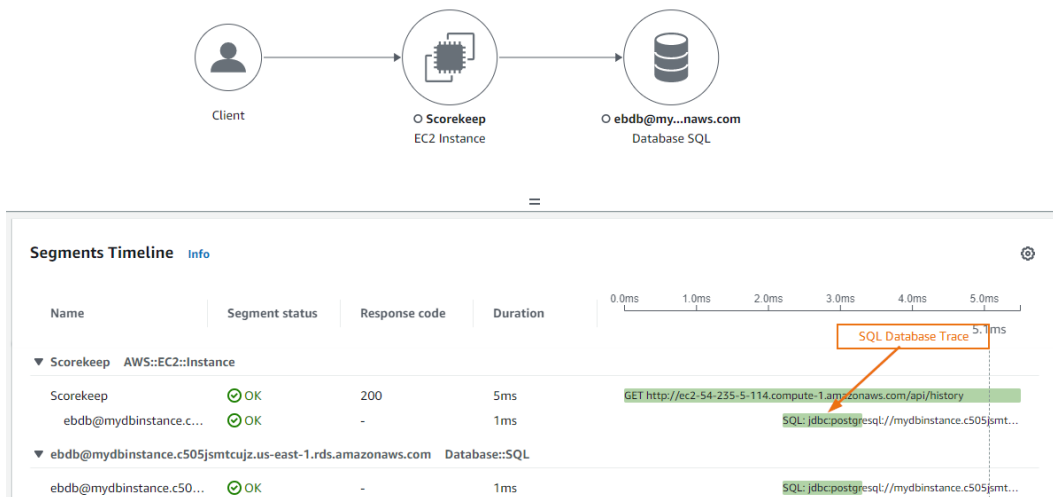 Client
Scorekeep
EC2 Instance
ebdb@my...naws.com
Database SQL
Segments Timeline Info
Name Segment status Response code Duration
0.0ms 1.0ms 2.0ms 3.0ms 4.0ms 5.0ms
5.1ms
SQL Database Trace
Scorekeep AWS::EC2::Instance
Scorekeep OK 200 5ms GET http://ec2-54-235-5-114.compute-1.amazonaws.com/api/history
ebdb@mydbinstance.c... OK - 1ms SQL: jdbc:postgresql://mydbinstance.c505jsmt...
ebdb@mydbinstance.c505jsmtcujz.us-east-1.rds.amazonaws.com Database::SQL
ebdb@mydbinstance.c50... OK - 1ms SQL: jdbc:postgresql://mydbinstance.c505jsmt...